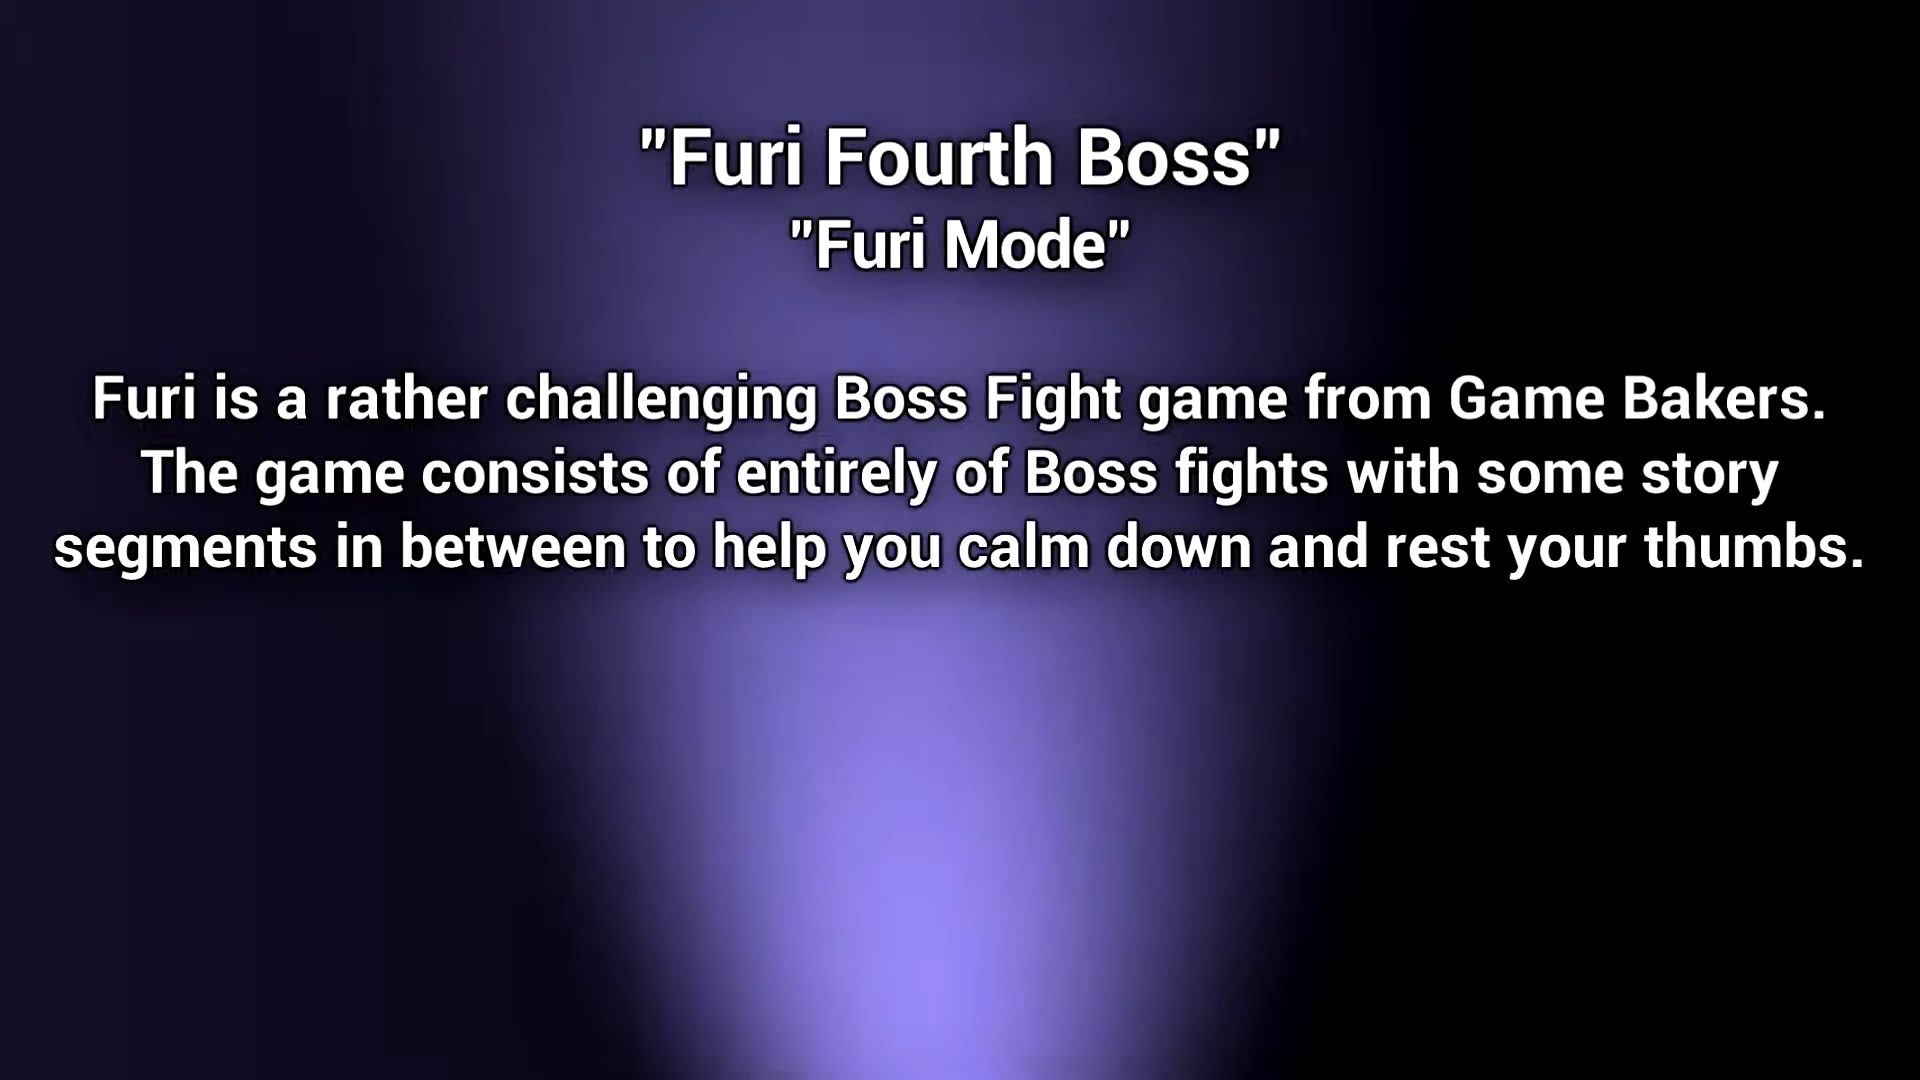 "Furi Fourth Boss"
"Furi Mode"
Furi is a rather challenging Boss Fight game from Game Bakers.
The game consists of entirely of Boss fights with some story
segments in between to help you calm down and rest your thumbs.